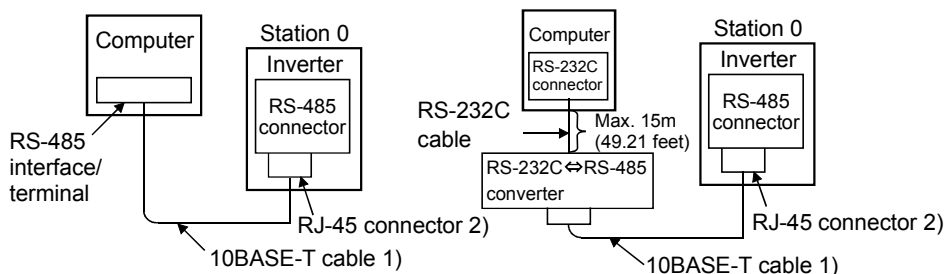 Computer
Station 0
Inverter
RS-485
connector
RS-485
interface/
terminal
RJ-45 connector 2)
10BASE-T cable 1)
Computer
RS-232C
connector
RS-232C
cable
Max. 15m
(49.21 feet)
RS-232C ⇔ RS-485
converter
Station 0
Inverter
RS-485
connector
RJ-45 connector 2)
10BASE-T cable 1)